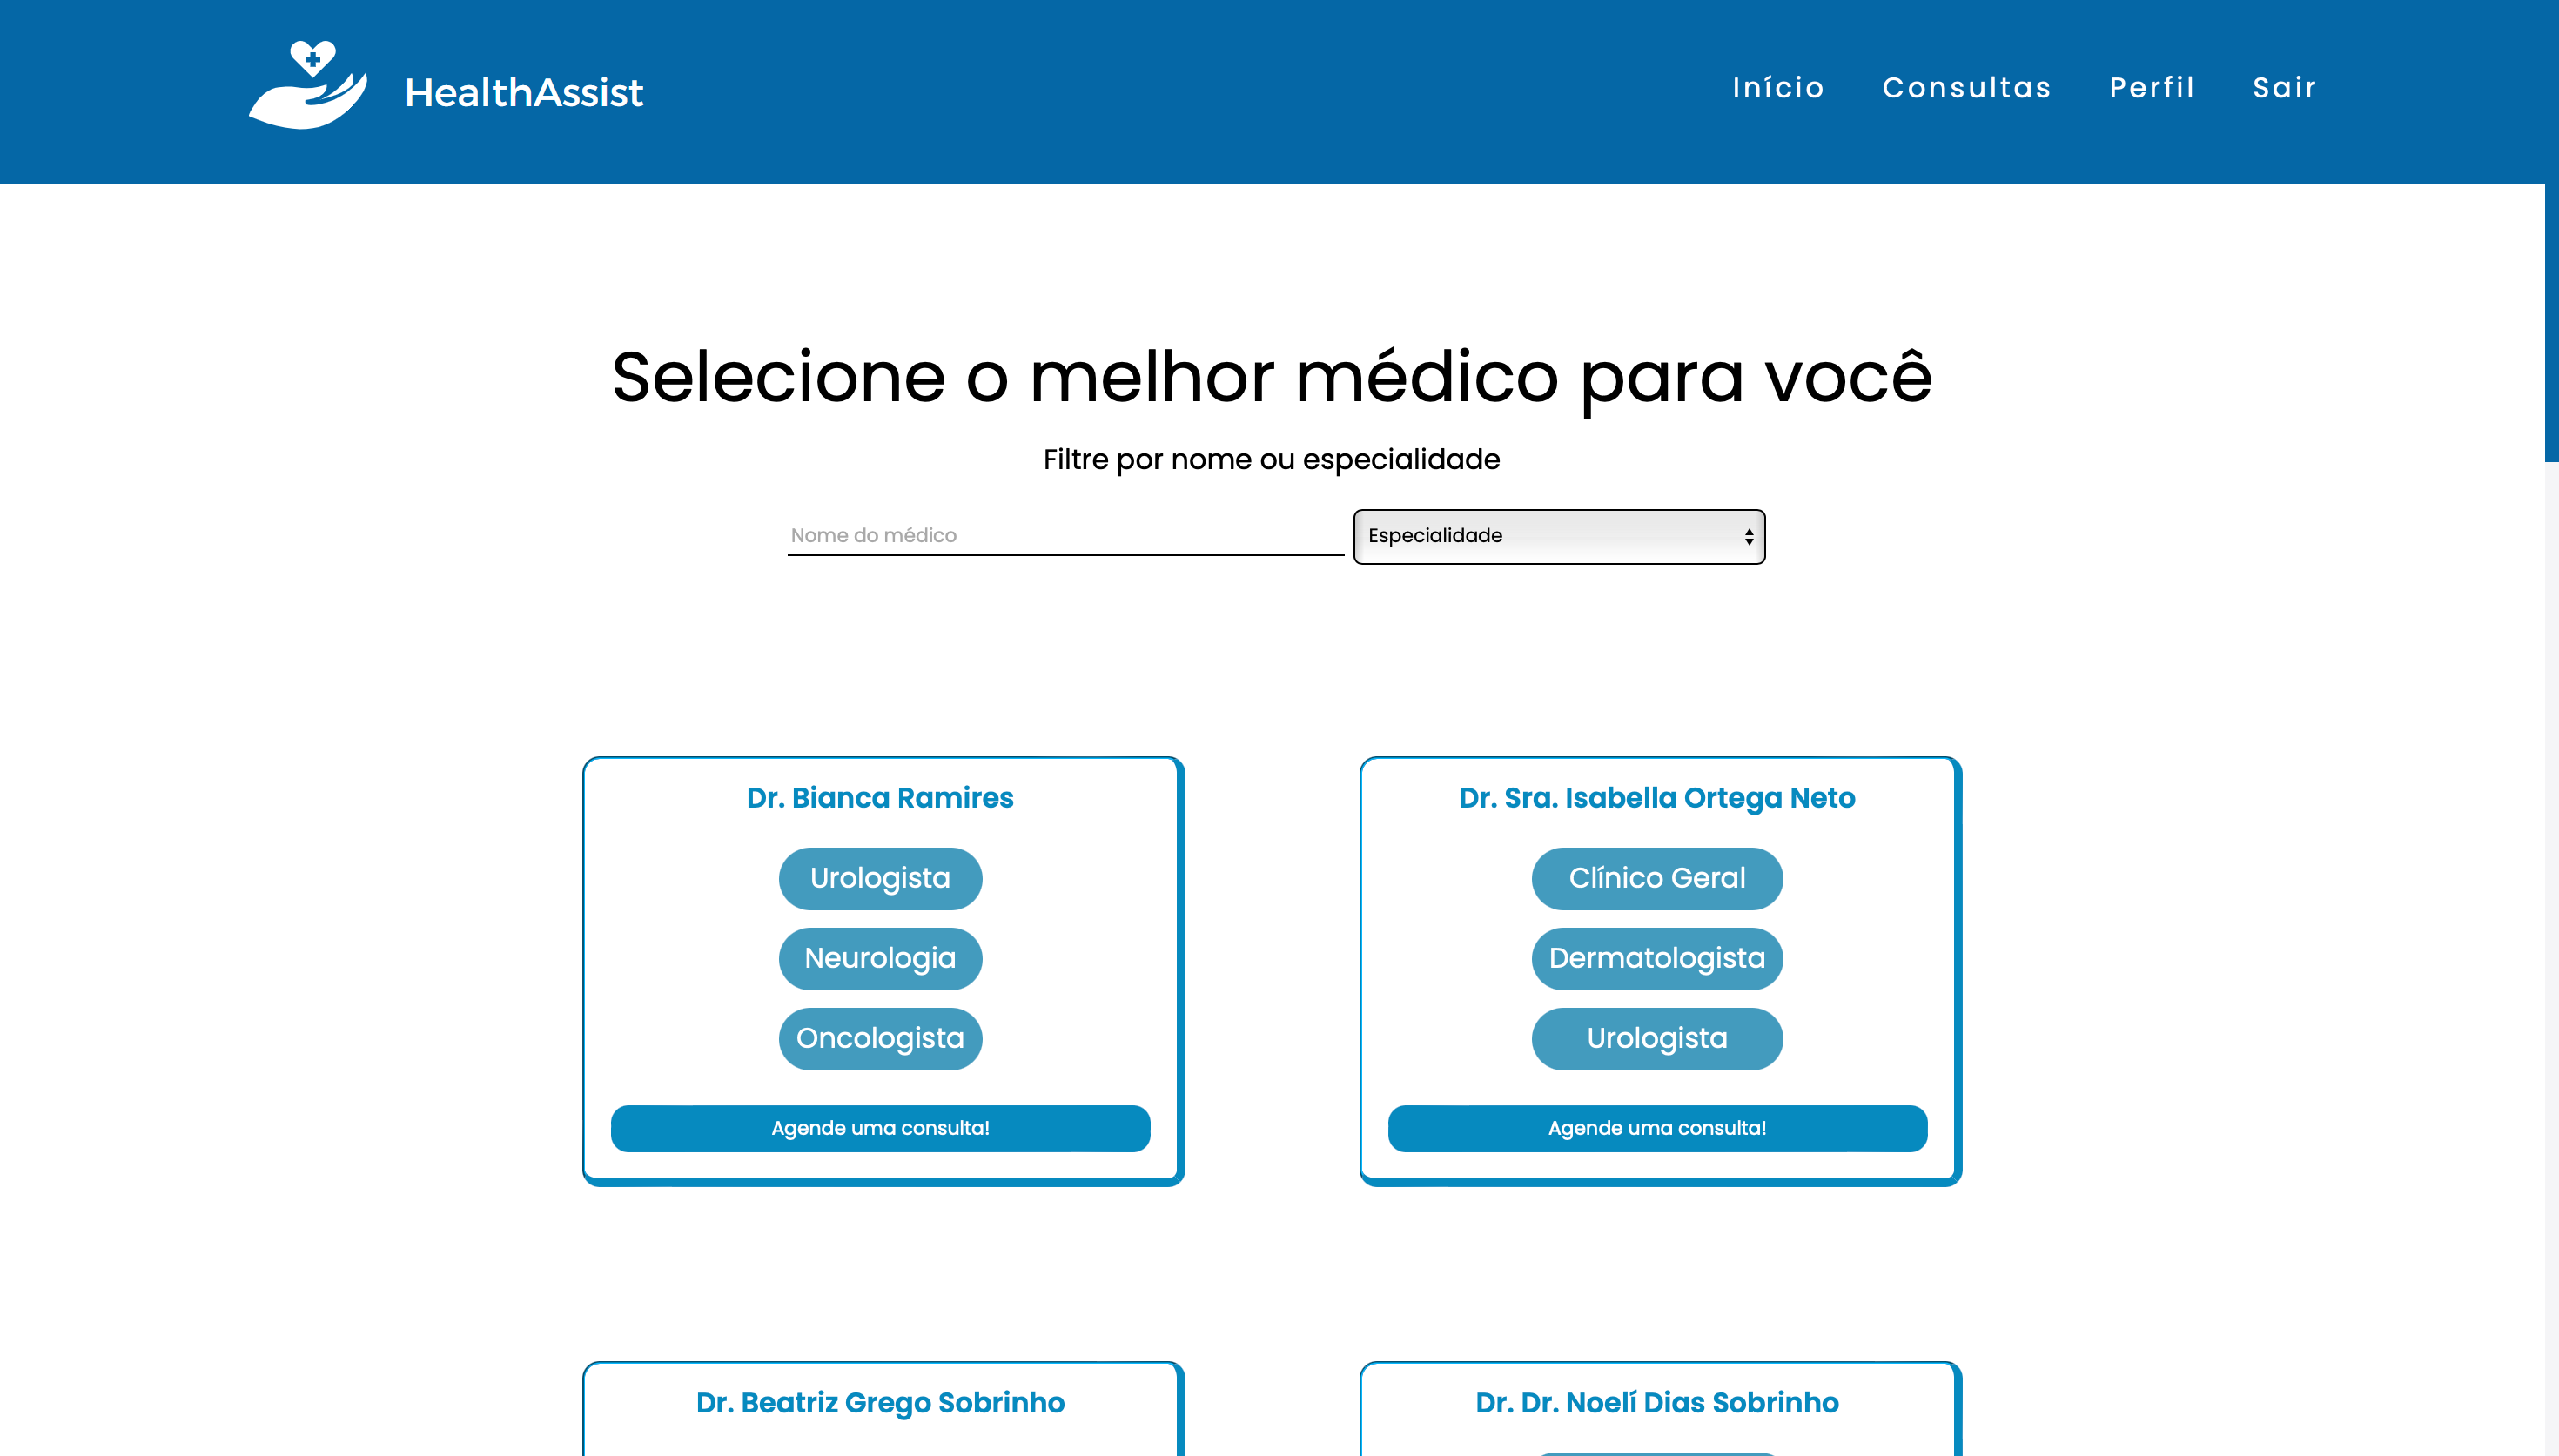 HealthAssist
Início Consultas Perfil Sair
Selecione o melhor médico para você
Filtre por nome ou especialidade
Nome do médico Especialidade
Dr. Bianca Ramires
Urologista
Neurologia
Oncologista
Agende uma consulta!
Dr. Sra. Isabella Ortega Neto
Clínico Geral
Dermatologista
Urologista
Agende uma consulta!
Dr. Beatriz Grego Sobrinho
Dr. Dr. Noelí Dias Sobrinho